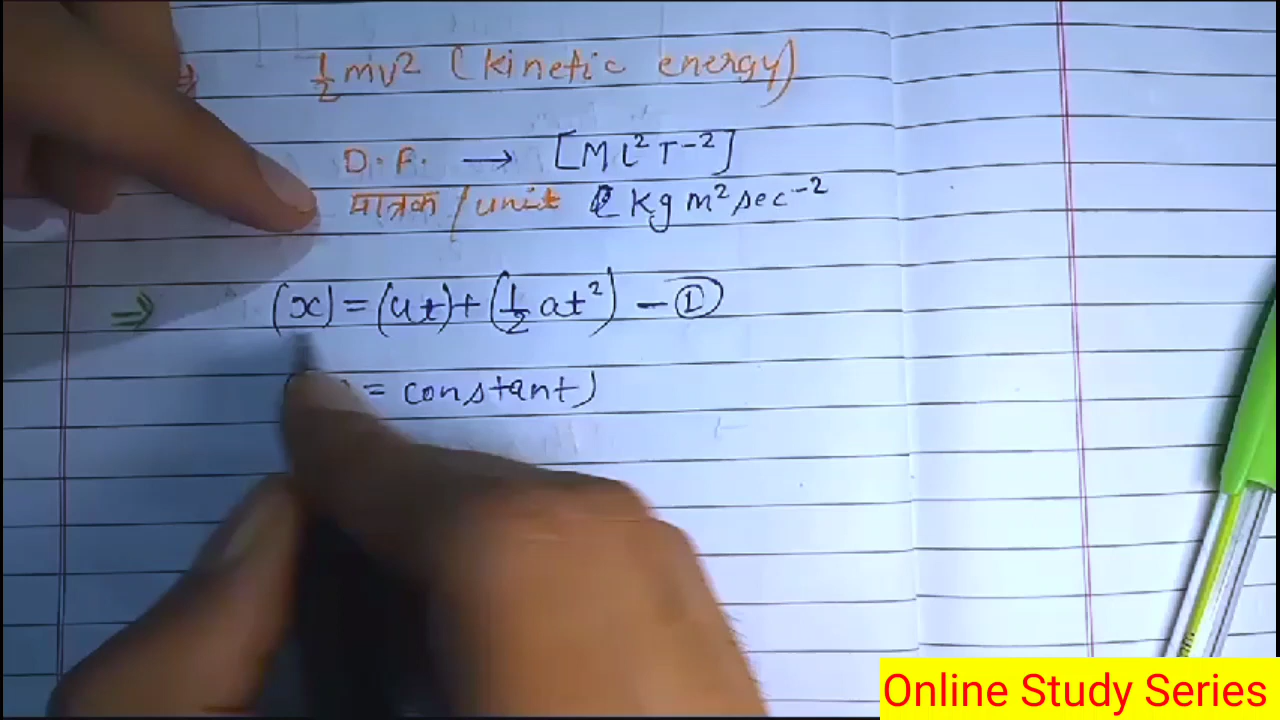 ½mv² (kinetic energy)
D.F. → [ML²T⁻²]
मात्रक / unit kg m² sec⁻²
⇒ (x) = (ut) + (½at²) – ①
= constant)
Online Study Series